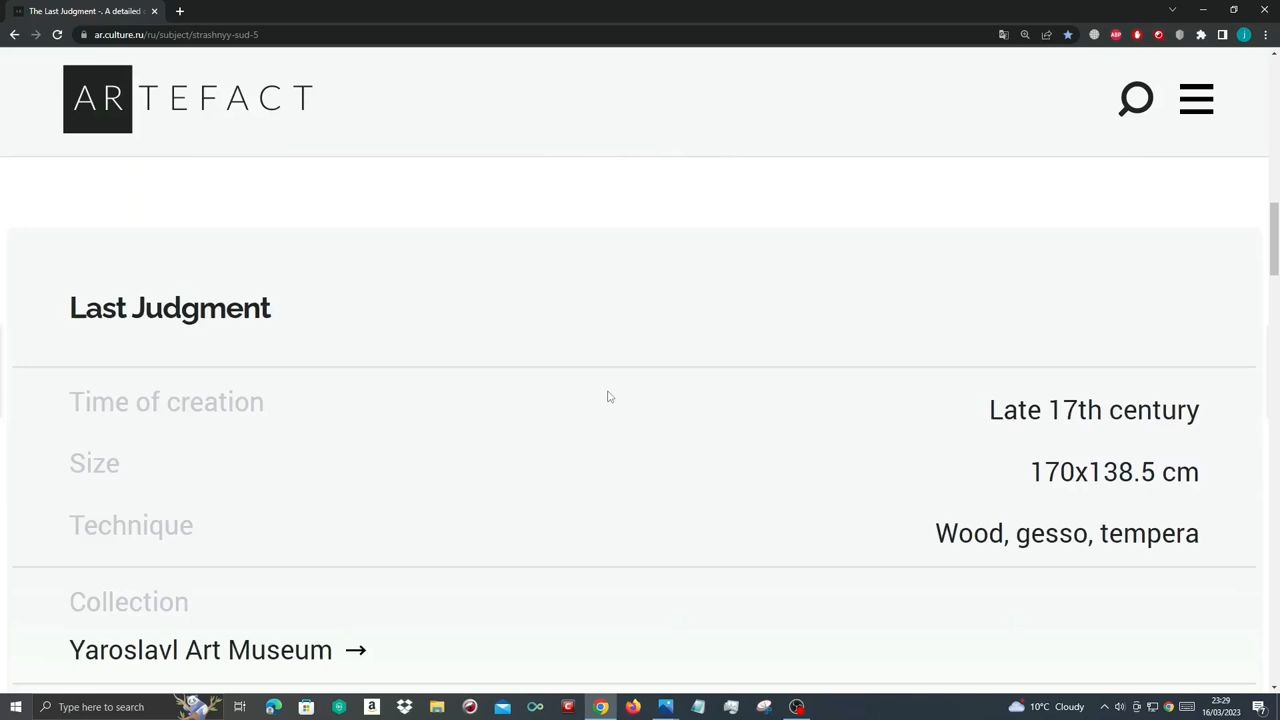 The Last Judgment -. A detailed
ar.culture.ru/ru/subject/strashnyy-sud-5
ARTEFACT
Last Judgment
Time of creation
Late 17th century
Size
170x138.5 cm
Technique
Wood, gesso, tempera
Collection
Yaroslavl Art Museum →
Type here to search
10°C Cloudy
23:29
16/03/2023